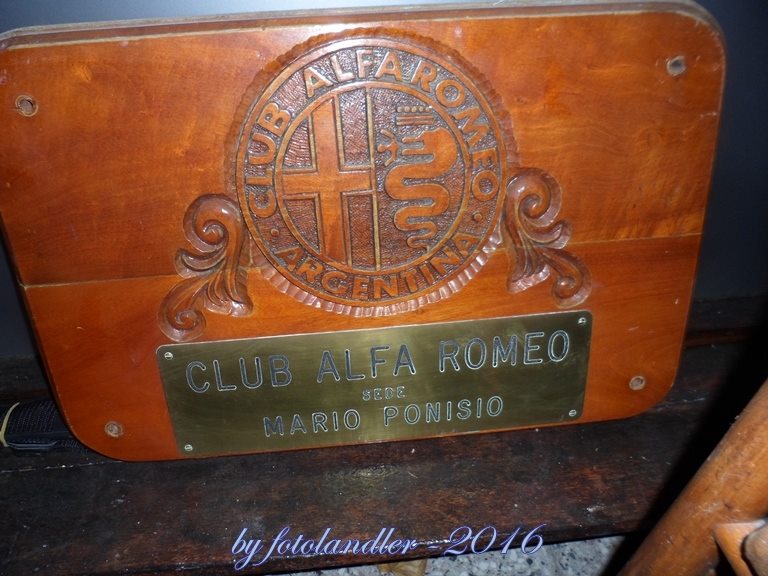 CLUB ALFA ROMEO
ARGENTINA
CLUB ALFA ROMEO
SEDE
MARIO PONISIO
by fotolandler - 2016